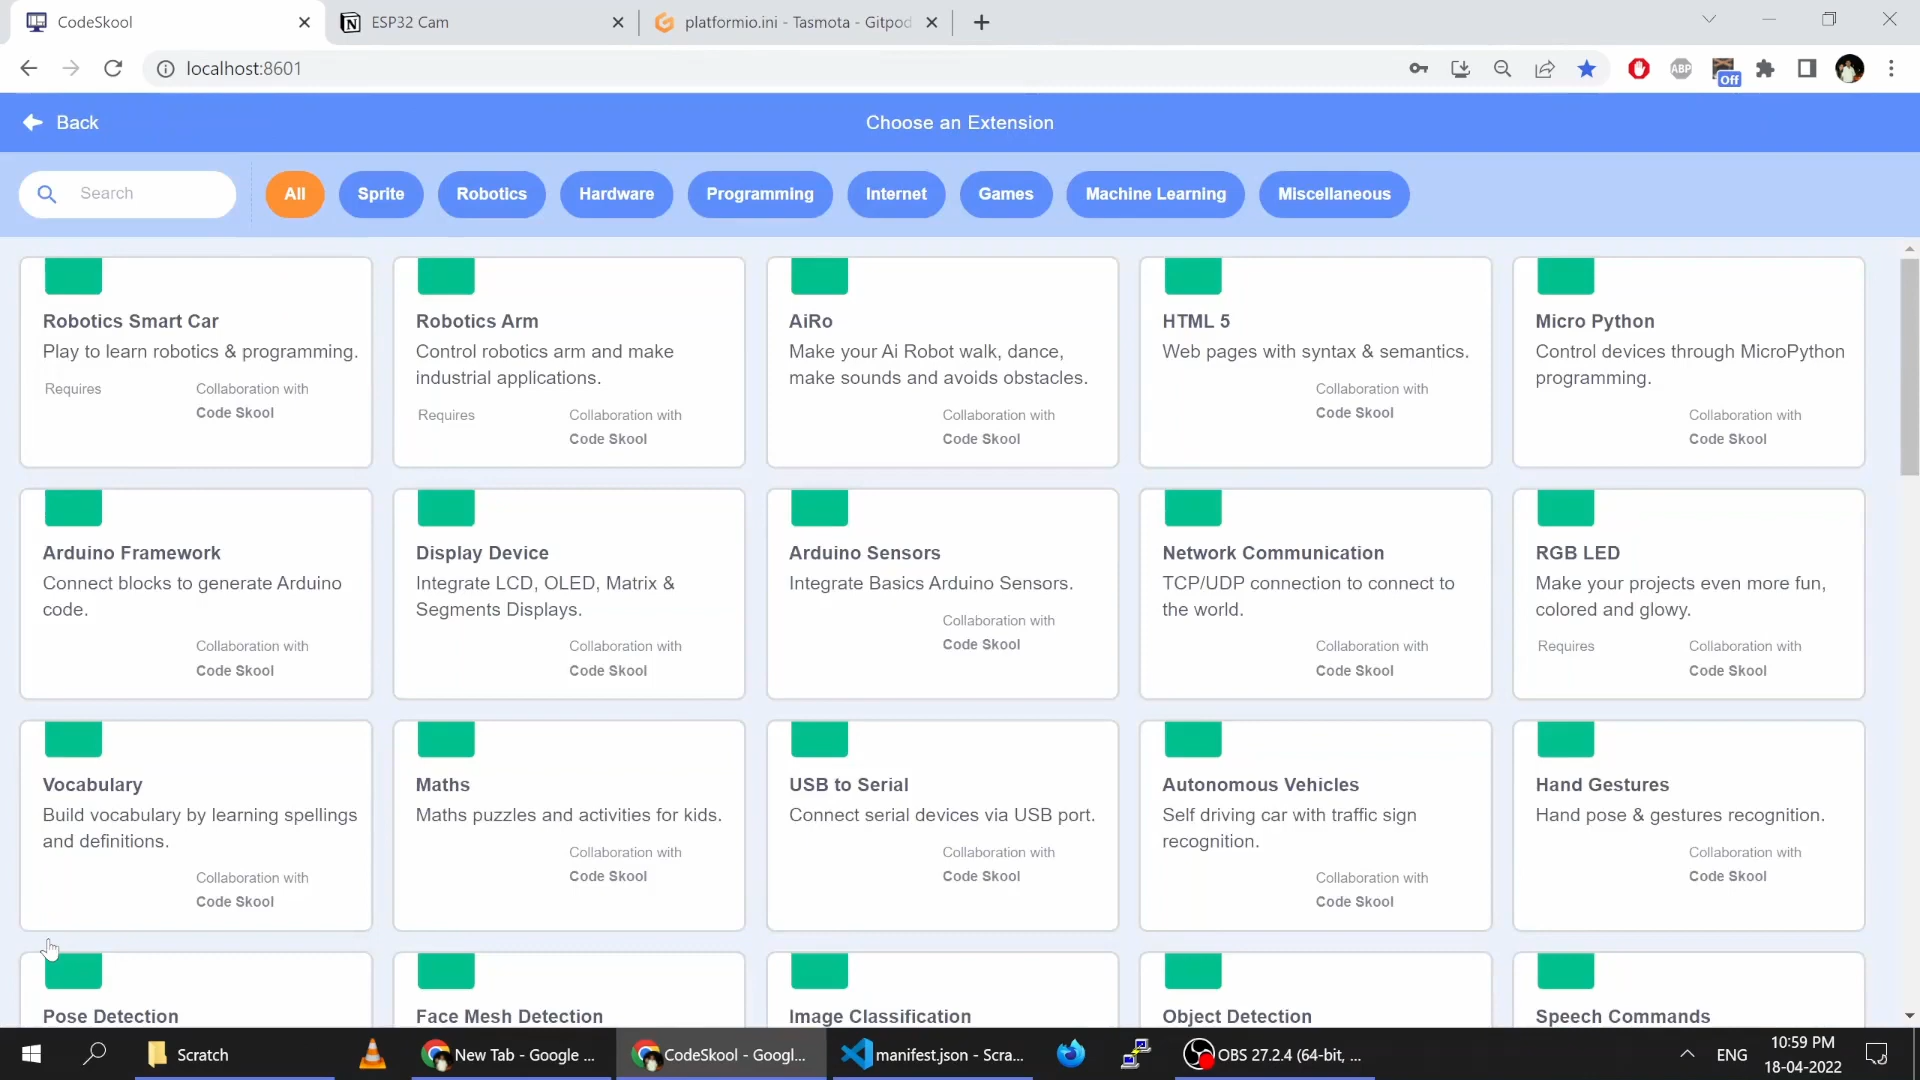 CodeSkool
ESP32 Cam
platformio.ini - Tasmota - Gitpod
localhost:8601
ABP
Off
Back
Choose an Extension
Search
All
Sprite
Robotics
Hardware
Programming
Internet
Games
Machine Learning
Miscellaneous
Robotics Smart Car
Play to learn robotics & programming.
Requires
Collaboration with
Code Skool
Robotics Arm
Control robotics arm and make
industrial applications.
Requires
Collaboration with
Code Skool
AiRo
Make your Ai Robot walk, dance,
make sounds and avoids obstacles.
Collaboration with
Code Skool
HTML 5
Web pages with syntax & semantics.
Collaboration with
Code Skool
Micro Python
Control devices through MicroPython
programming.
Collaboration with
Code Skool
Arduino Framework
Connect blocks to generate Arduino
code.
Collaboration with
Code Skool
Display Device
Integrate LCD, OLED, Matrix &
Segments Displays.
Collaboration with
Code Skool
Arduino Sensors
Integrate Basics Arduino Sensors.
Collaboration with
Code Skool
Network Communication
TCP/UDP connection to connect to
the world.
Collaboration with
Code Skool
RGB LED
Make your projects even more fun,
colored and glowy.
Requires
Collaboration with
Code Skool
Vocabulary
Build vocabulary by learning spellings
and definitions.
Collaboration with
Code Skool
Maths
Maths puzzles and activities for kids.
Collaboration with
Code Skool
USB to Serial
Connect serial devices via USB port.
Collaboration with
Code Skool
Autonomous Vehicles
Self driving car with traffic sign
recognition.
Collaboration with
Code Skool
Hand Gestures
Hand pose & gestures recognition.
Collaboration with
Code Skool
Pose Detection
Face Mesh Detection
Image Classification
Object Detection
Speech Commands
Scratch
New Tab - Google ...
CodeSkool - Googl...
manifest.json - Scra...
OBS 27.2.4 (64-bit, ...
ENG
10:59 PM
18-04-2022